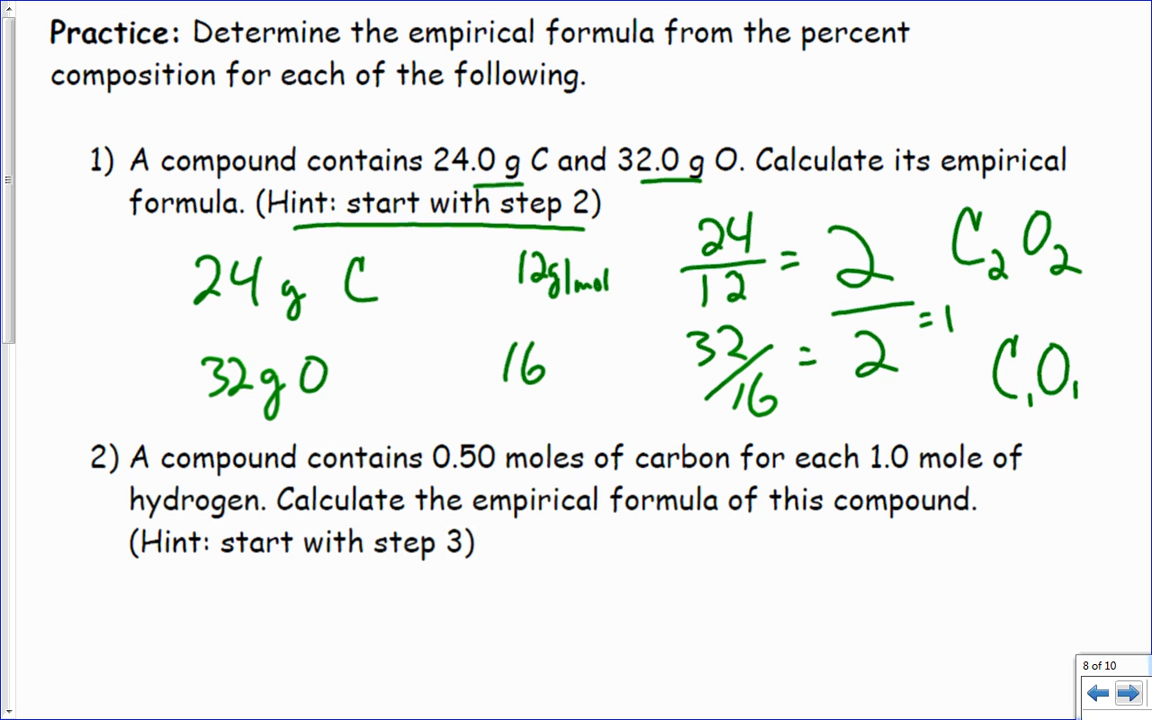 Practice: Determine the empirical formula from the percent
composition for each of the following.
1) A compound contains 24.0 g C and 32.0 g O. Calculate its empirical
formula. (Hint: start with step 2)
24 g C 12g/mol 24/12 = 2 C₂O₂
32g O 16 32/16 = 2 = 1 C₁O₁
2) A compound contains 0.50 moles of carbon for each 1.0 mole of
hydrogen. Calculate the empirical formula of this compound.
(Hint: start with step 3)
8 of 10